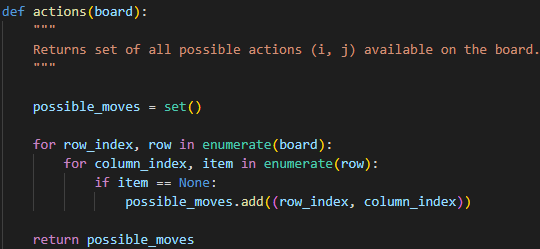 def actions(board):
    """
    Returns set of all possible actions (i, j) available on the board.
    """

    possible_moves = set()

    for row_index, row in enumerate(board):
        for column_index, item in enumerate(row):
            if item == None:
                possible_moves.add((row_index, column_index))

    return possible_moves